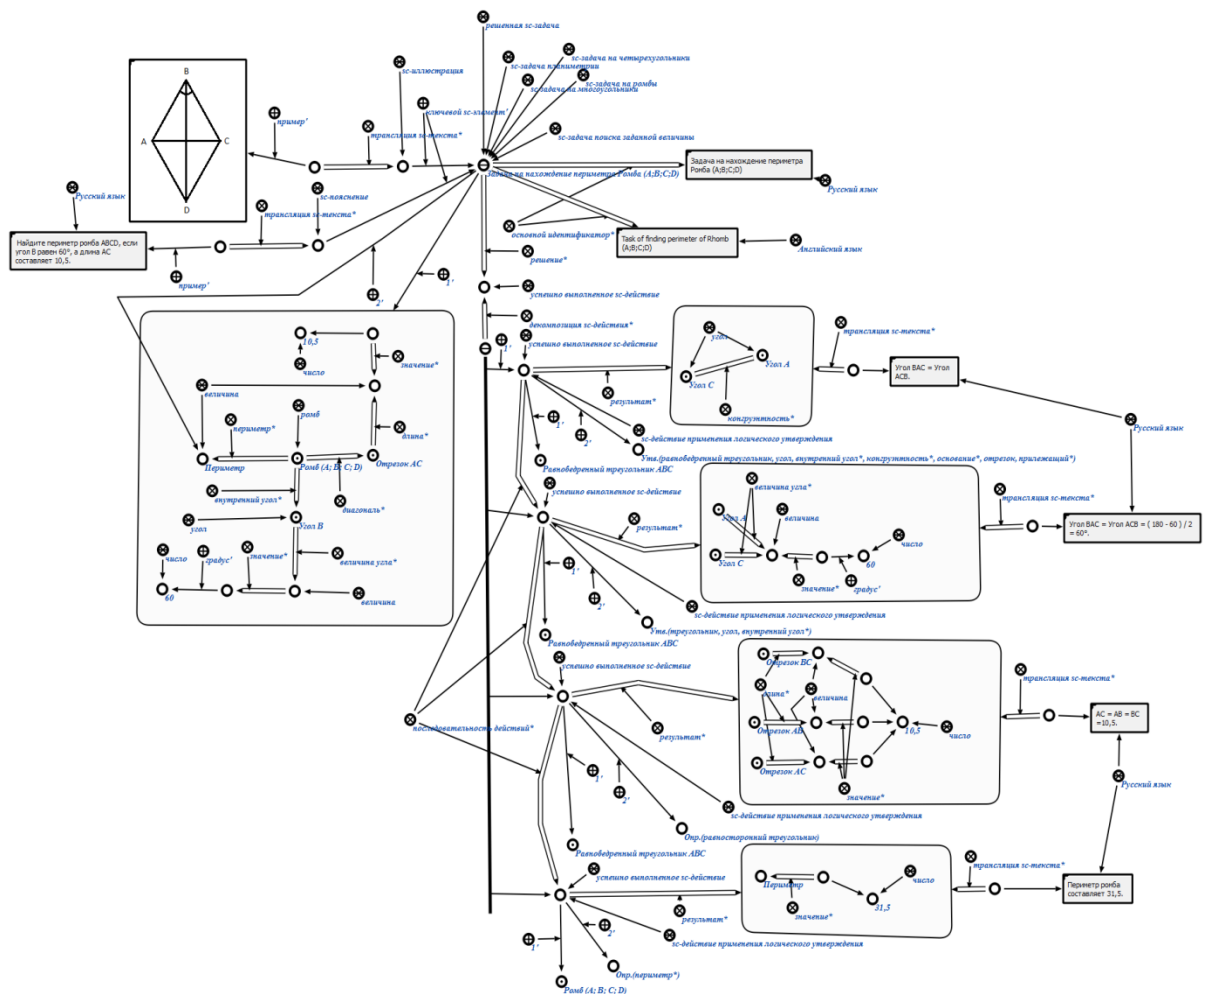 решенная sc-задача
sc-задача на четырехугольники
sc-задача планиметрии
sc-иллюстрация
sc-задача на ромбы
sc-задача на многоугольники
B
ключевой sc-элемент'
пример'
трансляция sc-текста*
sc-задача поиска заданной величины
A
C
Задача на нахождение периметра
Ромба (A;B;C;D)
Задача на нахождение периметра Ромба (A;B;C;D)
Русский язык
Русский язык
sc-пояснение
D
трансляция sc-текста*
основной идентификатор*
Найдите периметр ромба ABCD, если
угол B равен 60°, а длина AC
составляет 10,5.
Task of finding perimeter of Rhomb
(A;B;C;D)
Английский язык
решение*
пример'
1'
2'
успешно выполненное sc-действие
декомпозиция sc-действия*
10,5
1'
успешно выполненное sc-действие
угол
трансляция sc-текста*
значение*
число
Угол A
Угол BAC = Угол
ACB.
Угол C
величина
результат*
ромб
конгруэнтность*
периметр*
1'
2'
длина*
sc-действие применения логического утверждения
Русский язык
Периметр
Ромб (A; B; C; D)
Отрезок AC
Утв.(равнобедренный треугольник, угол, внутренний угол*, конгруэнтность*, основание*, отрезок, прилежащий*)
Равнобедренный треугольник ABC
внутренний угол*
диагональ*
успешно выполненное sc-действие
величина угла*
трансляция sc-текста*
угол
Угол B
результат*
Угол A
величина
Угол BAC = Угол ACB = ( 180 - 60 ) / 2
= 60°.
число
градус'
значение*
величина угла*
Угол C
60
число
1'
значение*
градус'
60
величина
2'
sc-действие применения логического утверждения
Утв.(треугольник, угол, внутренний угол*)
Равнобедренный треугольник ABC
успешно выполненное sc-действие
Отрезок BC
трансляция sc-текста*
длина*
величина
последовательность действий*
результат*
Отрезок AB
10,5
число
AC = AB = BC
=10,5.
Отрезок AC
1'
2'
значение*
Русский язык
sc-действие применения логического утверждения
Опр.(равносторонний треугольник)
Равнобедренный треугольник ABC
успешно выполненное sc-действие
Периметр
число
трансляция sc-текста*
Периметр ромба
составляет 31,5.
значение*
31,5
результат*
2'
1'
sc-действие применения логического утверждения
Опр.(периметр*)
Ромб (A; B; C; D)